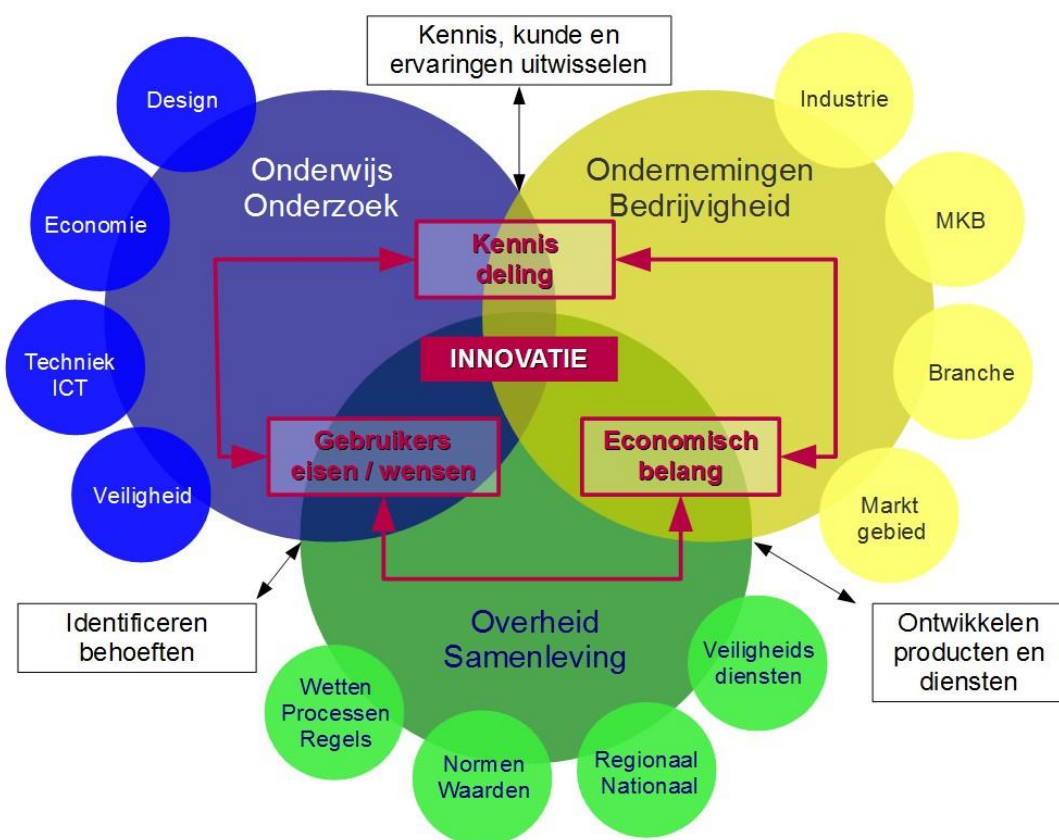 Kennis, kunde en
ervaringen uitwisselen
Design
Industrie
Onderwijs
Onderzoek
Ondernemingen
Bedrijvigheid
Economie
MKB
Kennis
deling
INNOVATIE
Techniek
ICT
Branche
Gebruikers
eisen / wensen
Economisch
belang
Veiligheid
Markt
gebied
Identificeren
behoeften
Overheid
Samenleving
Ontwikkelen
producten en
diensten
Veiligheids
diensten
Wetten
Processen
Regels
Normen
Waarden
Regionaal
Nationaal